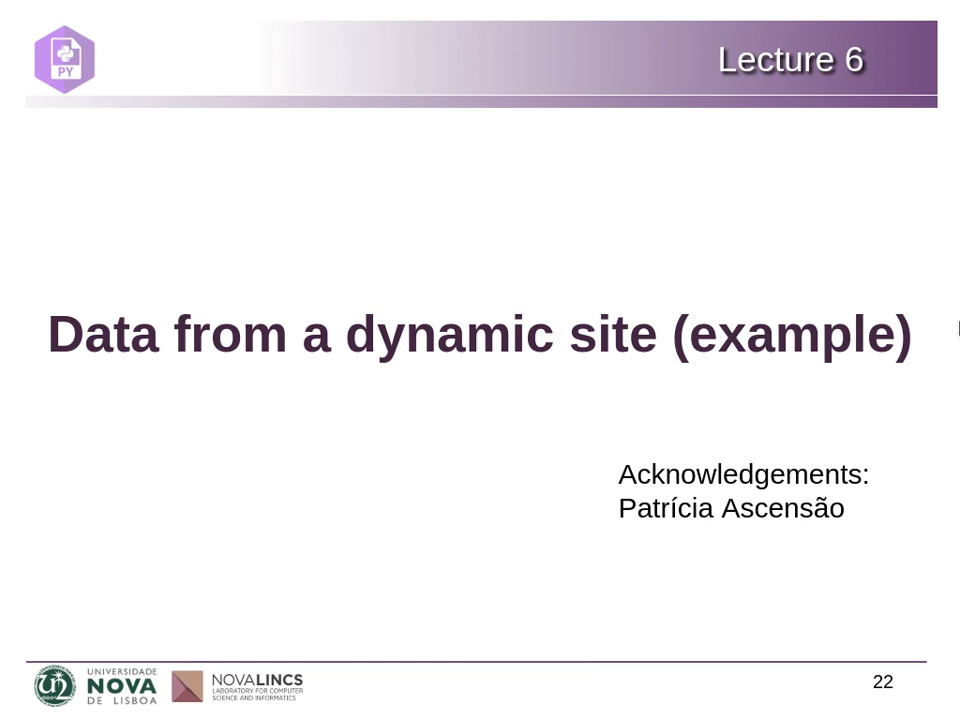 PY
Lecture 6
Data from a dynamic site (example)
Acknowledgements:
Patrícia Ascensão
UNIVERSIDADE
NOVA
DE LISBOA
NOVALINCS
LABORATORY FOR COMPUTER
SCIENCE AND INFORMATICS
22